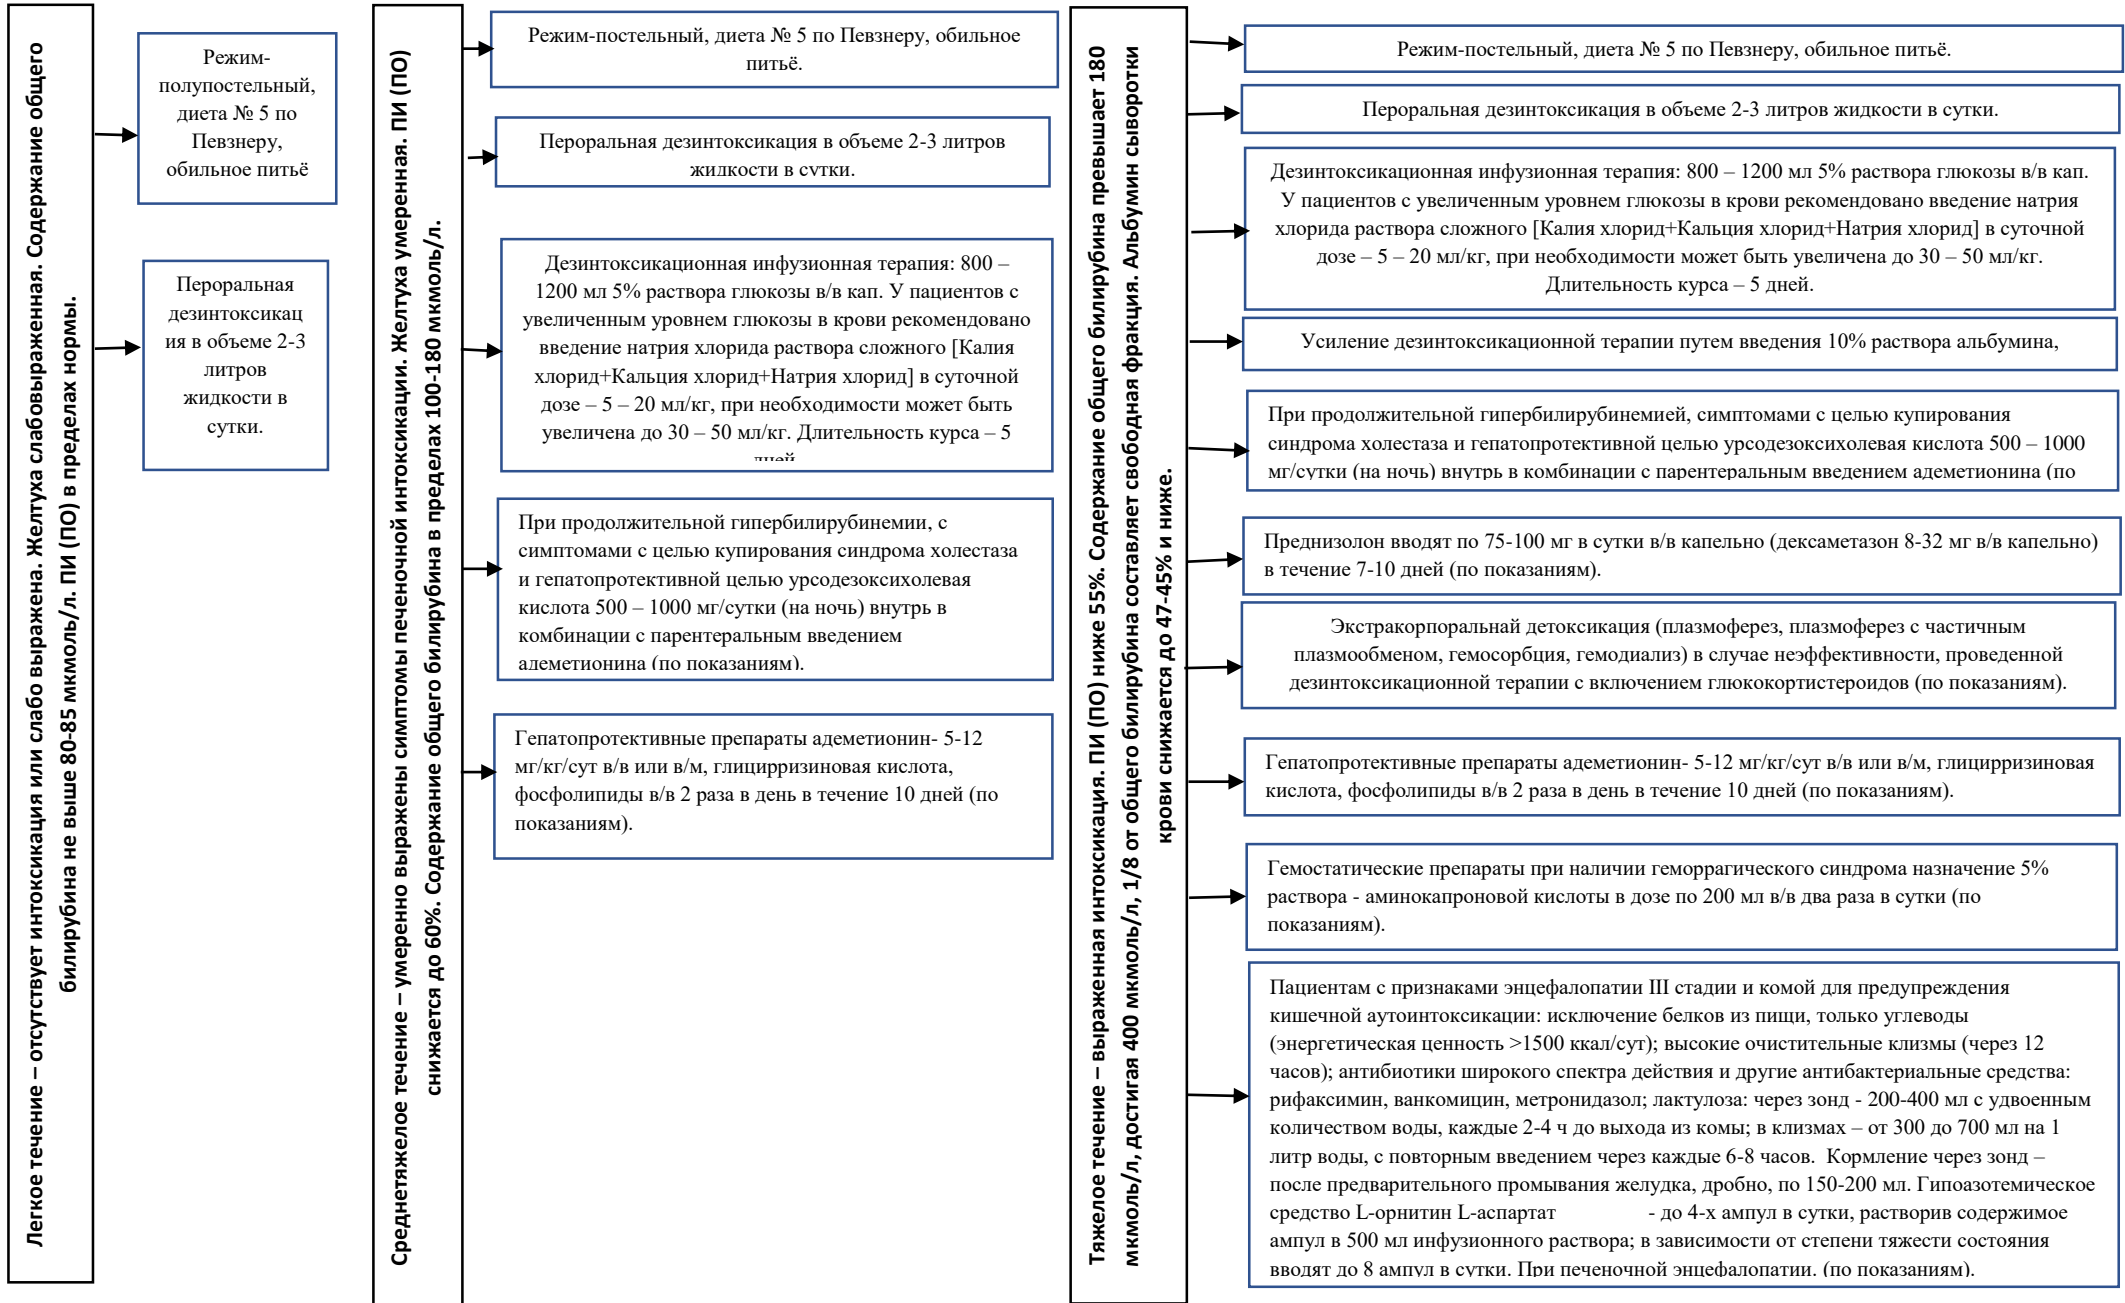 Легкое течение – отсутствует интоксикация или слабо выражена. Желтуха слабовыраженная. Содержание общего
билирубина не выше 80-85 мкмоль/л. ПИ (ПО) в пределах нормы.
Режим-
полупостельный,
диета № 5 по
Певзнеру,
обильное питьё
Пероральная
дезинтоксикац
ия в объеме 2-3
литров
жидкости в
сутки.
Среднетяжелое течение – умеренно выражены симптомы печеночной интоксикации. Желтуха умеренная. ПИ (ПО)
снижается до 60%. Содержание общего билирубина в пределах 100-180 мкмоль/л.
Режим-постельный, диета № 5 по Певзнеру, обильное
питьё.
Пероральная дезинтоксикация в объеме 2-3 литров
жидкости в сутки.
Дезинтоксикационная инфузионная терапия: 800 –
1200 мл 5% раствора глюкозы в/в кап. У пациентов с
увеличенным уровнем глюкозы в крови рекомендовано
введение натрия хлорида раствора сложного [Калия
хлорид+Кальция хлорид+Натрия хлорид] в суточной
дозе – 5 – 20 мл/кг, при необходимости может быть
увеличена до 30 – 50 мл/кг. Длительность курса – 5
дней.
При продолжительной гипербилирубинемии, с
симптомами с целью купирования синдрома холестаза
и гепатопротективной целью урсодезоксихолевая
кислота 500 – 1000 мг/сутки (на ночь) внутрь в
комбинации с парентеральным введением
адеметионина (по показаниям).
Гепатопротективные препараты адеметионин- 5-12
мг/кг/сут в/в или в/м, глицирризиновая кислота,
фосфолипиды в/в 2 раза в день в течение 10 дней (по
показаниям).
Тяжелое течение – выраженная интоксикация. ПИ (ПО) ниже 55%. Содержание общего билирубина превышает 180
мкмоль/л, достигая 400 мкмоль/л, 1/8 от общего билирубина составляет свободная фракция. Альбумин сыворотки
крови снижается до 47-45% и ниже.
Режим-постельный, диета № 5 по Певзнеру, обильное питьё.
Пероральная дезинтоксикация в объеме 2-3 литров жидкости в сутки.
Дезинтоксикационная инфузионная терапия: 800 – 1200 мл 5% раствора глюкозы в/в кап.
У пациентов с увеличенным уровнем глюкозы в крови рекомендовано введение натрия
хлорида раствора сложного [Калия хлорид+Кальция хлорид+Натрия хлорид] в суточной
дозе – 5 – 20 мл/кг, при необходимости может быть увеличена до 30 – 50 мл/кг.
Длительность курса – 5 дней.
Усиление дезинтоксикационной терапии путем введения 10% раствора альбумина,
При продолжительной гипербилирубинемией, симптомами с целью купирования
синдрома холестаза и гепатопротективной целью урсодезоксихолевая кислота 500 – 1000
мг/сутки (на ночь) внутрь в комбинации с парентеральным введением адеметионина (по
Преднизолон вводят по 75-100 мг в сутки в/в капельно (дексаметазон 8-32 мг в/в капельно)
в течение 7-10 дней (по показаниям).
Экстракорпоральнай детоксикация (плазмоферез, плазмоферез с частичным
плазмообменом, гемосорбция, гемодиализ) в случае неэффективности, проведенной
дезинтоксикационной терапии с включением глюкокортистероидов (по показаниям).
Гепатопротективные препараты адеметионин- 5-12 мг/кг/сут в/в или в/м, глицирризиновая
кислота, фосфолипиды в/в 2 раза в день в течение 10 дней (по показаниям).
Гемостатические препараты при наличии геморрагического синдрома назначение 5%
раствора - аминокапроновой кислоты в дозе по 200 мл в/в два раза в сутки (по
показаниям).
Пациентам с признаками энцефалопатии III стадии и комой для предупреждения
кишечной аутоинтоксикации: исключение белков из пищи, только углеводы
(энергетическая ценность >1500 ккал/сут); высокие очистительные клизмы (через 12
часов); антибиотики широкого спектра действия и другие антибактериальные средства:
рифаксимин, ванкомицин, метронидазол; лактулоза: через зонд - 200-400 мл с удвоенным
количеством воды, каждые 2-4 ч до выхода из комы; в клизмах – от 300 до 700 мл на 1
литр воды, с повторным введением через каждые 6-8 часов. Кормление через зонд –
после предварительного промывания желудка, дробно, по 150-200 мл. Гипоазотемическое
средство L-орнитин L-аспартат - до 4-х ампул в сутки, растворив содержимое
ампул в 500 мл инфузионного раствора; в зависимости от степени тяжести состояния
вводят до 8 ампул в сутки. При печеночной энцефалопатии. (по показаниям).